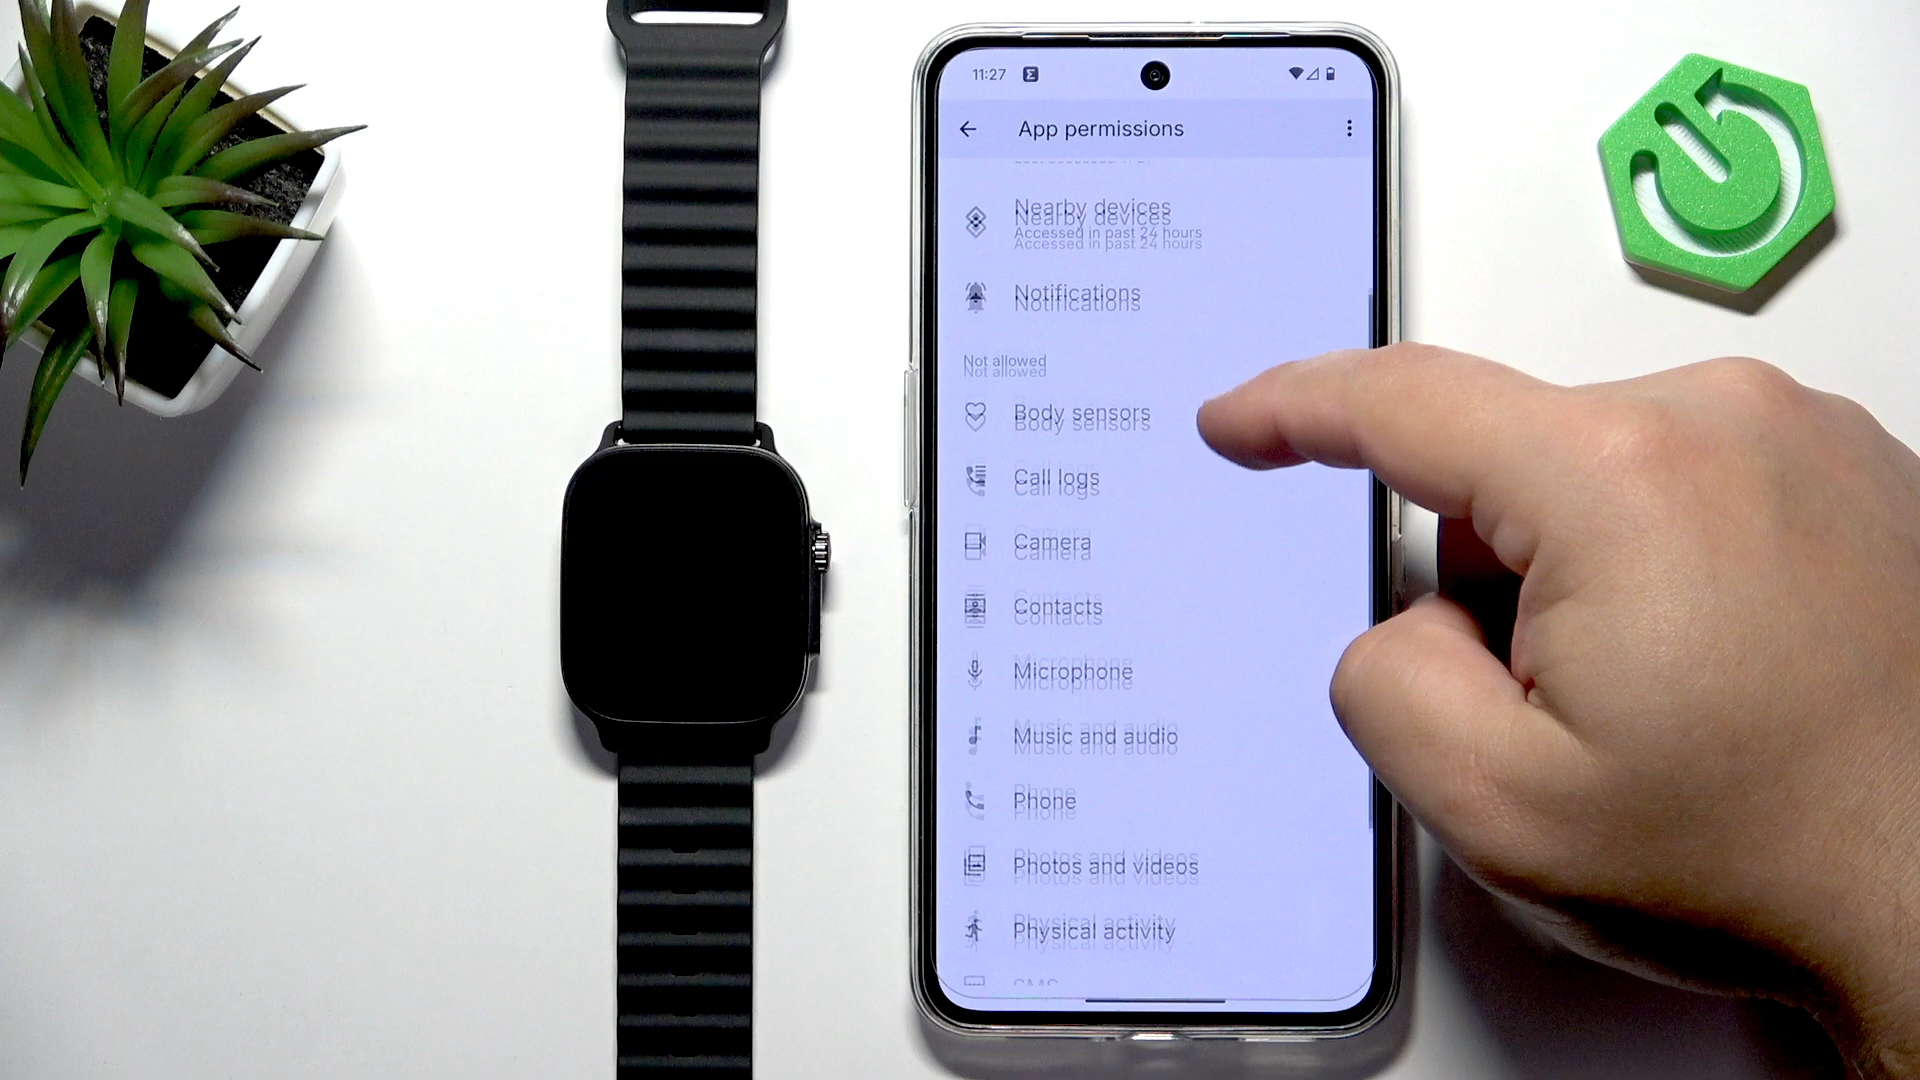 11:27
App permissions
Nearby devices
Accessed in past 24 hours
Notifications
Not allowed
Body sensors
Call logs
Camera
Contacts
Microphone
Music and audio
Phone
Photos and videos
Physical activity
SMS